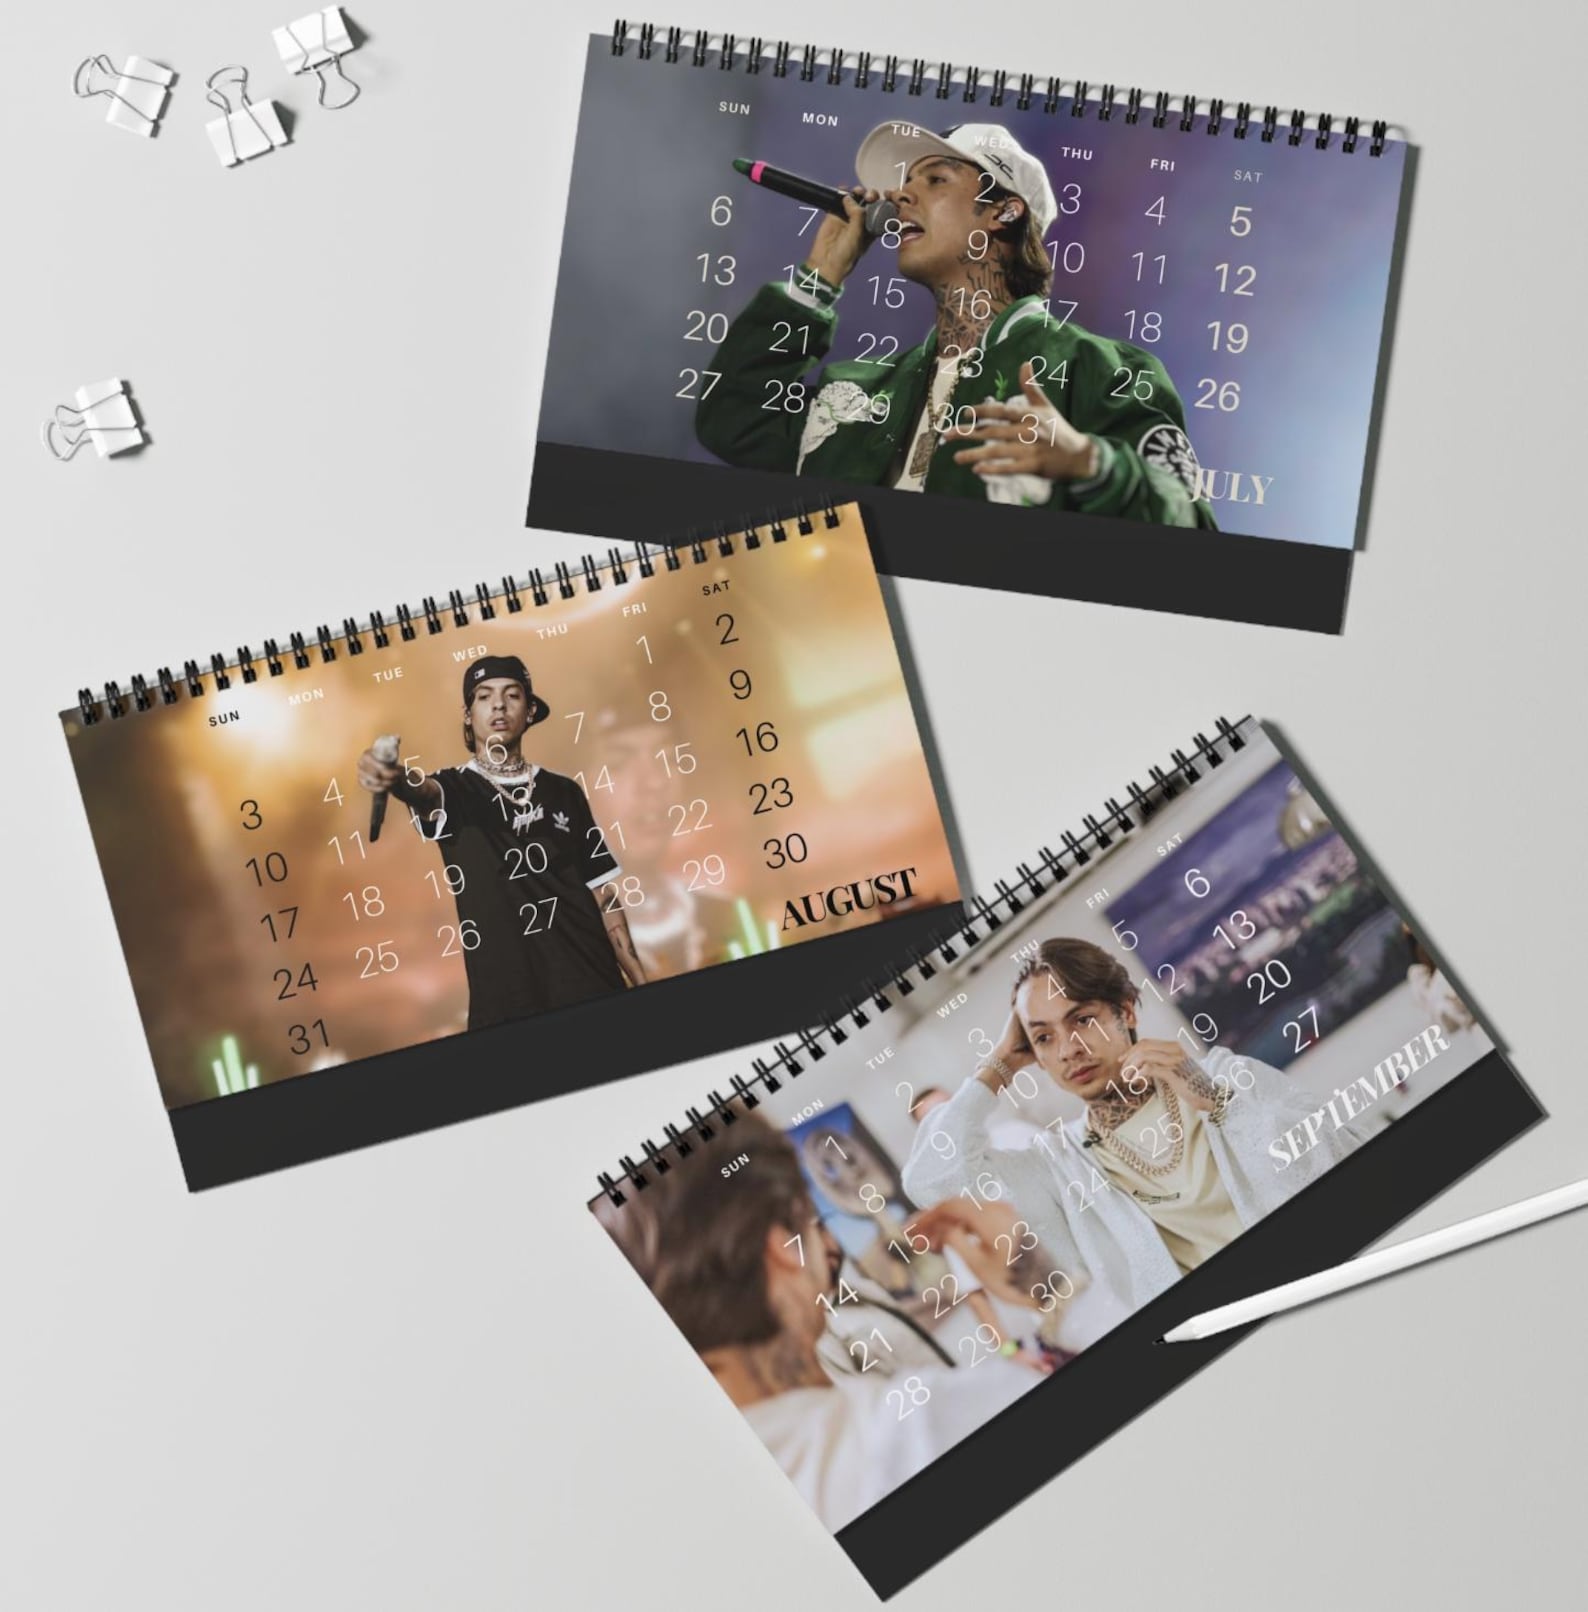 SUN MON TUE WED THU FRI SAT
1 2 3 4 5
6 7 8 9 10 11 12
13 14 15 16 17 18 19
20 21 22 23 24 25 26
27 28 29 30 31
JULY
SUN MON TUE WED THU FRI SAT
1 2
3 4 5 6 7 8 9
10 11 12 13 14 15 16
17 18 19 20 21 22 23
24 25 26 27 28 29 30
31
AUGUST
SUN MON TUE WED THU FRI SAT
1 2 3 4 5 6
7 8 9 10 11 12 13
14 15 16 17 18 19 20
21 22 23 24 25 26 27
28 29 30
SEPTEMBER